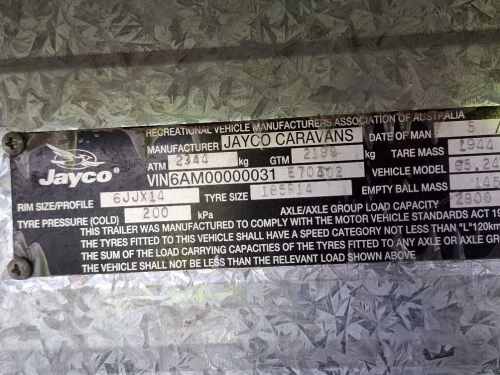 RECREATIONAL VEHICLE MANUFACTURERS ASSOCIATION OF AUSTRALIA
MANUFACTURER JAYCO CARAVANS DATE OF MAN 5
ATM 2344 kg GTM kg TARE MASS 1944
Jayco VIN 6AM00000031 VEHICLE MODEL
RIM SIZE/PROFILE 6JJX14 TYRE SIZE 185R14 EMPTY BALL MASS
TYRE PRESSURE (COLD) 200 kPa AXLE/AXLE GROUP LOAD CAPACITY
THIS TRAILER WAS MANUFACTURED TO COMPLY WITH THE MOTOR VEHICLE STANDARDS ACT
THE TYRES FITTED TO THIS VEHICLE SHALL HAVE A SPEED CATEGORY NOT LESS THAN "L" 120km
THE SUM OF THE LOAD CARRYING CAPACITIES OF THE TYRES FITTED TO ANY AXLE OR AXLE
THE VEHICLE SHALL NOT BE LESS THAN THE RELEVANT LOAD SHOWN ABOVE